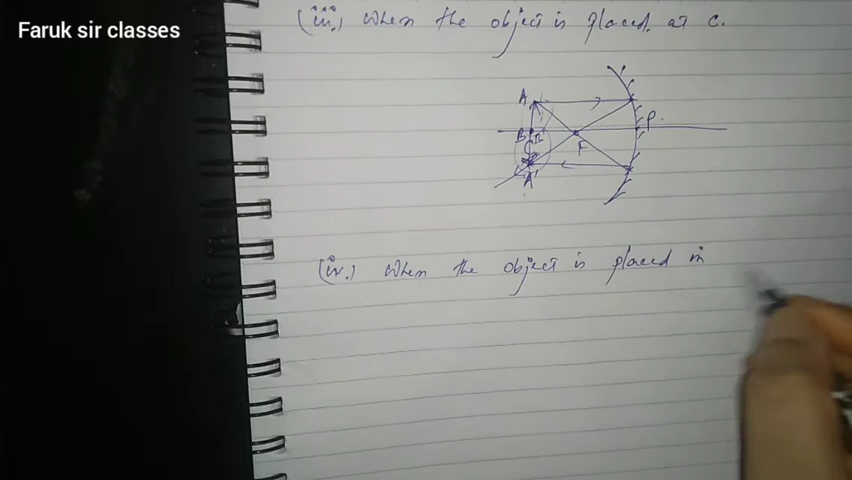 Faruk sir classes
(iii.) When the object is placed at C.
A
B B'
C
F
P.
A'
(iv.) When the object is placed in